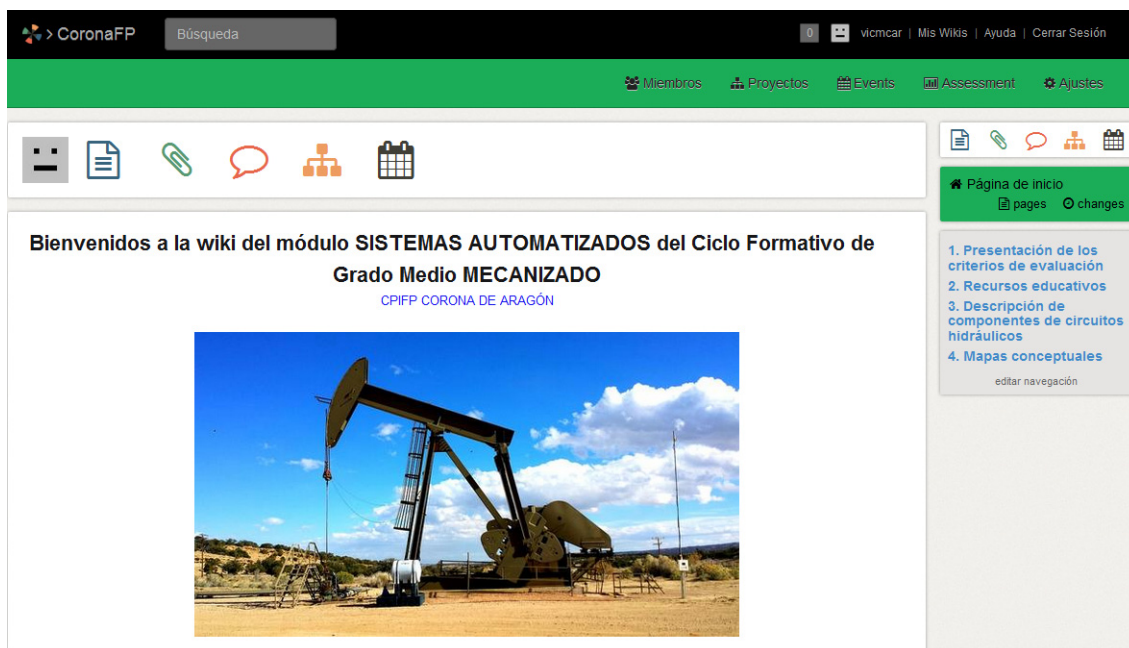 > CoronaFP
Búsqueda
0
vicmcar | Mis Wikis | Ayuda | Cerrar Sesión
Miembros
Proyectos
Events
Assessment
Ajustes
Bienvenidos a la wiki del módulo SISTEMAS AUTOMATIZADOS del Ciclo Formativo de
Grado Medio MECANIZADO
CPIFP CORONA DE ARAGÓN
Página de inicio
pages changes
1. Presentación de los
criterios de evaluación
2. Recursos educativos
3. Descripción de
componentes de circuitos
hidráulicos
4. Mapas conceptuales
editar navegación